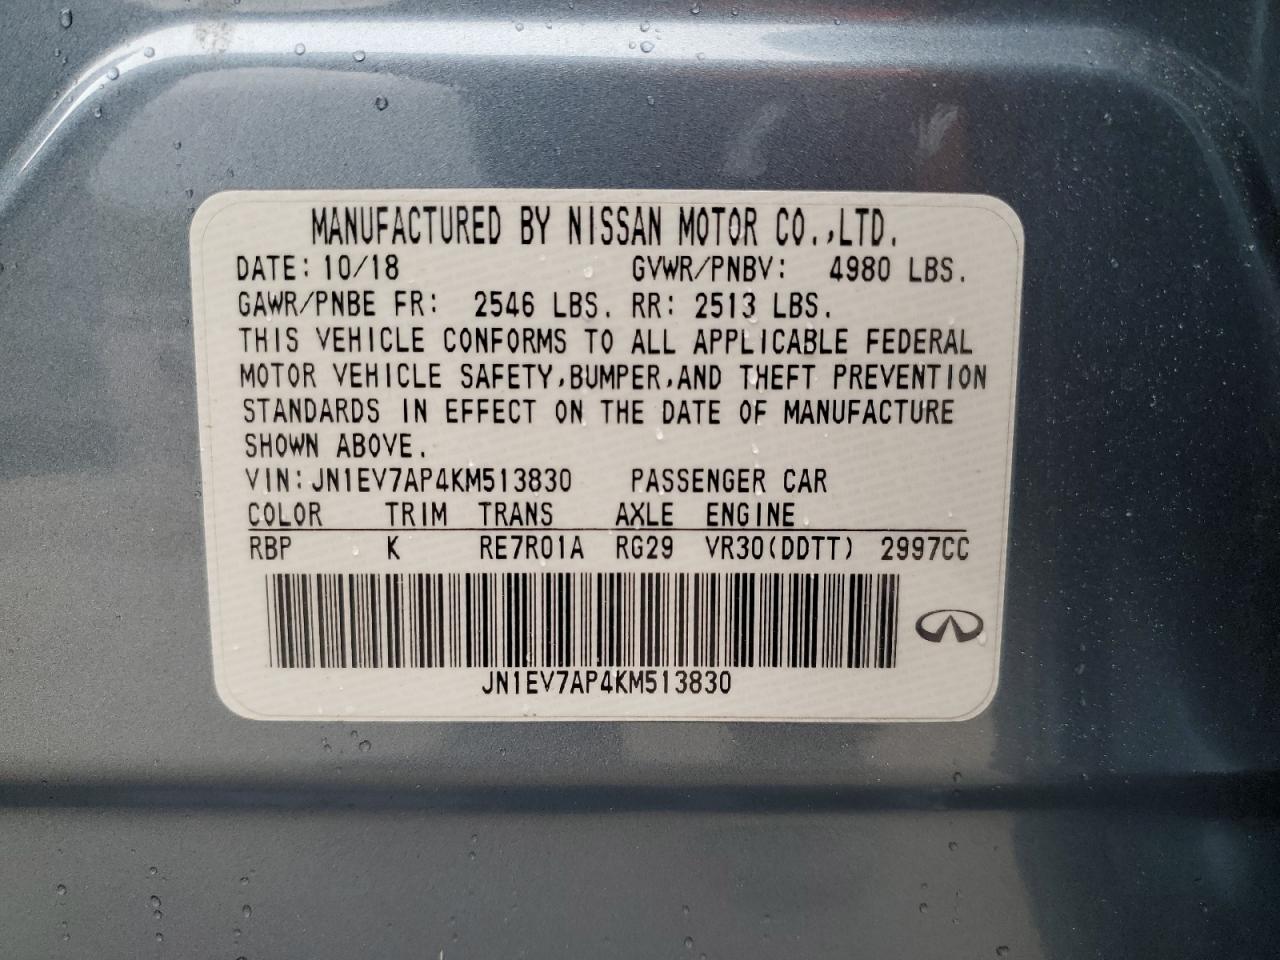 MANUFACTURED BY NISSAN MOTOR CO.,LTD.
DATE: 10/18 GVWR/PNBV: 4980 LBS.
GAWR/PNBE FR: 2546 LBS. RR: 2513 LBS.
THIS VEHICLE CONFORMS TO ALL APPLICABLE FEDERAL
MOTOR VEHICLE SAFETY,BUMPER,AND THEFT PREVENTION
STANDARDS IN EFFECT ON THE DATE OF MANUFACTURE
SHOWN ABOVE.
VIN:JN1EV7AP4KM513830 PASSENGER CAR
COLOR TRIM TRANS AXLE ENGINE
RBP K RE7R01A RG29 VR30(DDTT) 2997CC
JN1EV7AP4KM513830